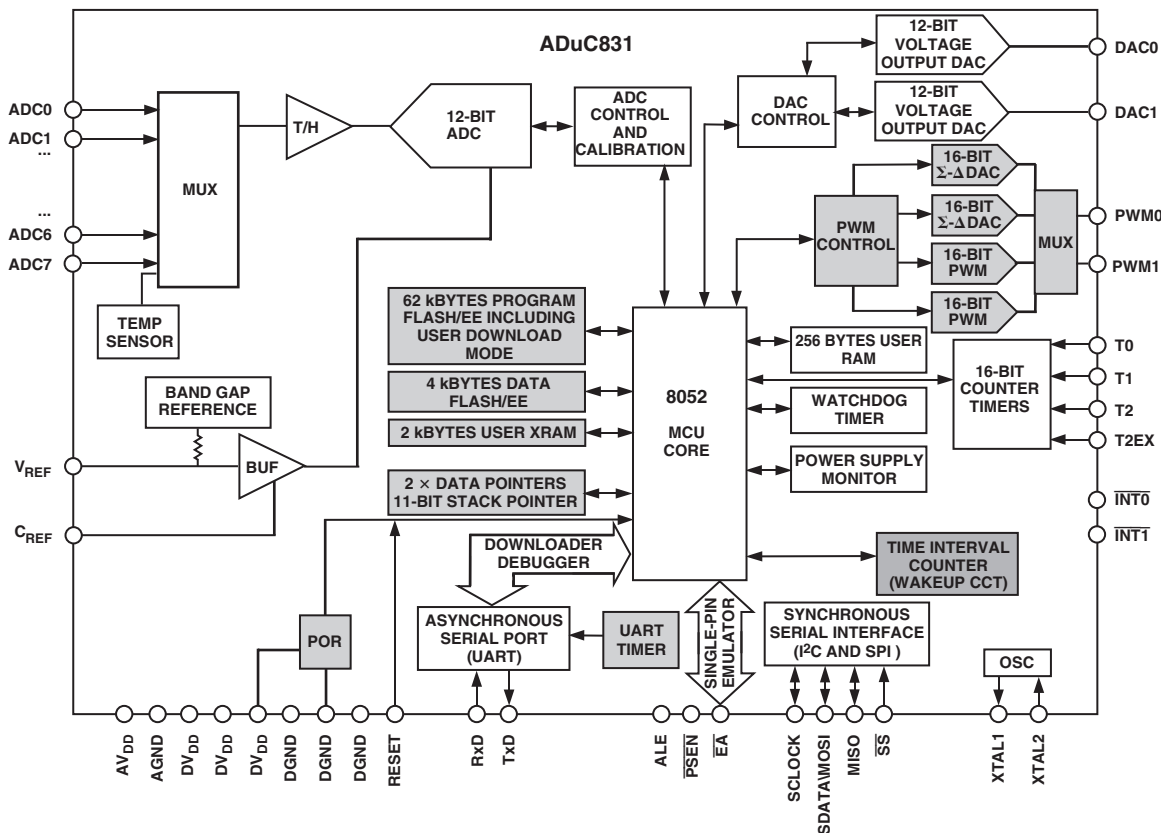 ADuC831
ADC0
ADC1
...
...
ADC6
ADC7
MUX
TEMP
SENSOR
T/H
12-BIT
ADC
ADC
CONTROL
AND
CALIBRATION
DAC
CONTROL
12-BIT
VOLTAGE
OUTPUT DAC
12-BIT
VOLTAGE
OUTPUT DAC
DAC0
DAC1
PWM
CONTROL
16-BIT
Σ-Δ DAC
16-BIT
Σ-Δ DAC
16-BIT
PWM
16-BIT
PWM
MUX
PWM0
PWM1
BAND GAP
REFERENCE
VREF
BUF
CREF
62 kBYTES PROGRAM
FLASH/EE INCLUDING
USER DOWNLOAD
MODE
4 kBYTES DATA
FLASH/EE
2 kBYTES USER XRAM
2 × DATA POINTERS
11-BIT STACK POINTER
8052
MCU
CORE
256 BYTES USER
RAM
WATCHDOG
TIMER
POWER SUPPLY
MONITOR
16-BIT
COUNTER
TIMERS
T0
T1
T2
T2EX
INT0
INT1
TIME INTERVAL
COUNTER
(WAKEUP CCT)
DOWNLOADER
DEBUGGER
POR
ASYNCHRONOUS
SERIAL PORT
(UART)
UART
TIMER
SINGLE-PIN
EMULATOR
SYNCHRONOUS
SERIAL INTERFACE
(I2C AND SPI )
OSC
AVDD
AGND
DVDD
DVDD
DVDD
DGND
DGND
DGND
RESET
RxD
TxD
ALE
PSEN
EA
SCLOCK
SDATA\MOSI
MISO
SS
XTAL1
XTAL2